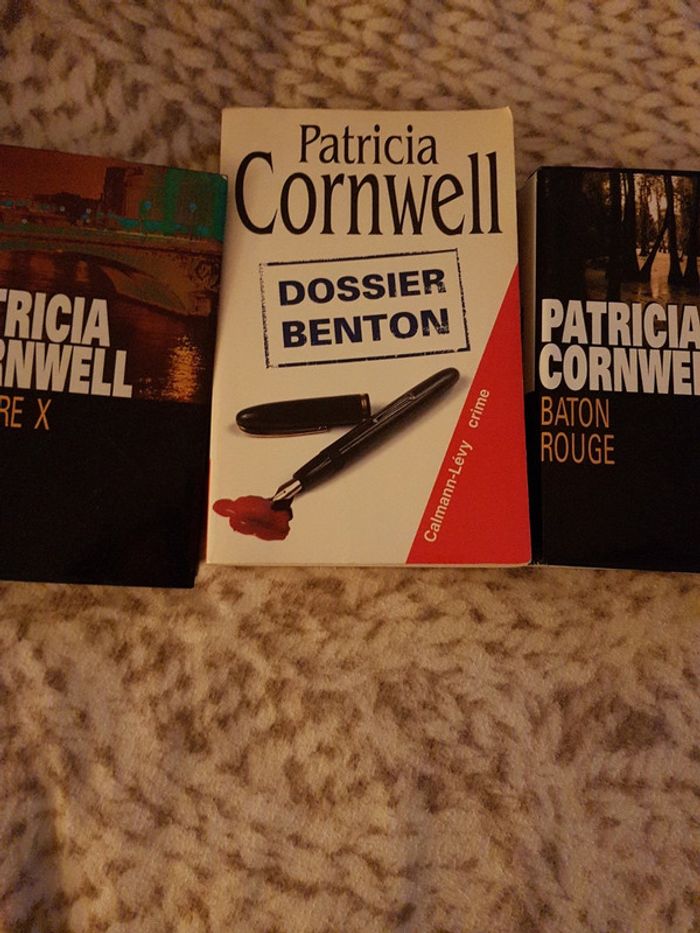 TRICIA
RNWELL
RE X
Patricia
Cornwell
DOSSIER
BENTON
Calmann-Lévy crime
PATRICIA
CORNWE
BATON
ROUGE